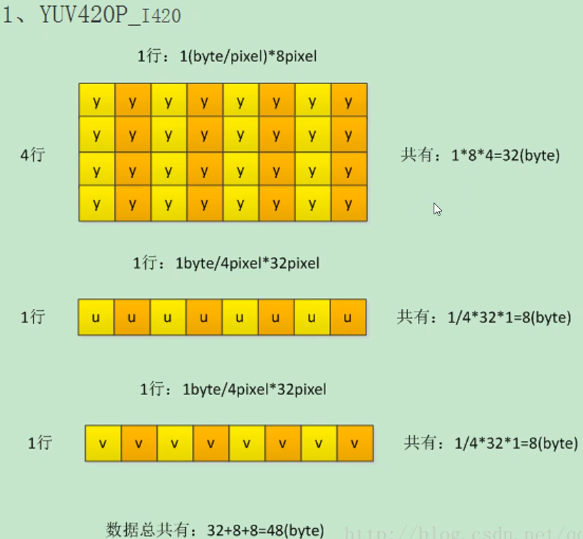 1、YUV420P_I420
1行：1(byte/pixel)*8pixel
y y y y y y y y
y y y y y y y y
4行 共有：1*8*4=32(byte)
y y y y y y y y
y y y y y y y y
1行：1byte/4pixel*32pixel
1行 u u u u u u u u 共有：1/4*32*1=8(byte)
1行：1byte/4pixel*32pixel
1行 v v v v v v v v 共有：1/4*32*1=8(byte)
数据总共有：32+8+8=48(byte)
http://blog.csdn.net/qq